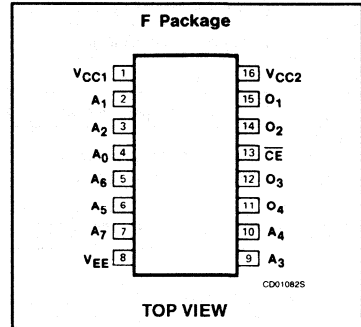 F Package
VCC1 1 16 VCC2
A1 2 15 O1
A2 3 14 O2
A0 4 13 C̅E̅
A6 5 12 O3
A5 6 11 O4
A7 7 10 A4
VEE 8 9 A3
CD01082S
TOP VIEW